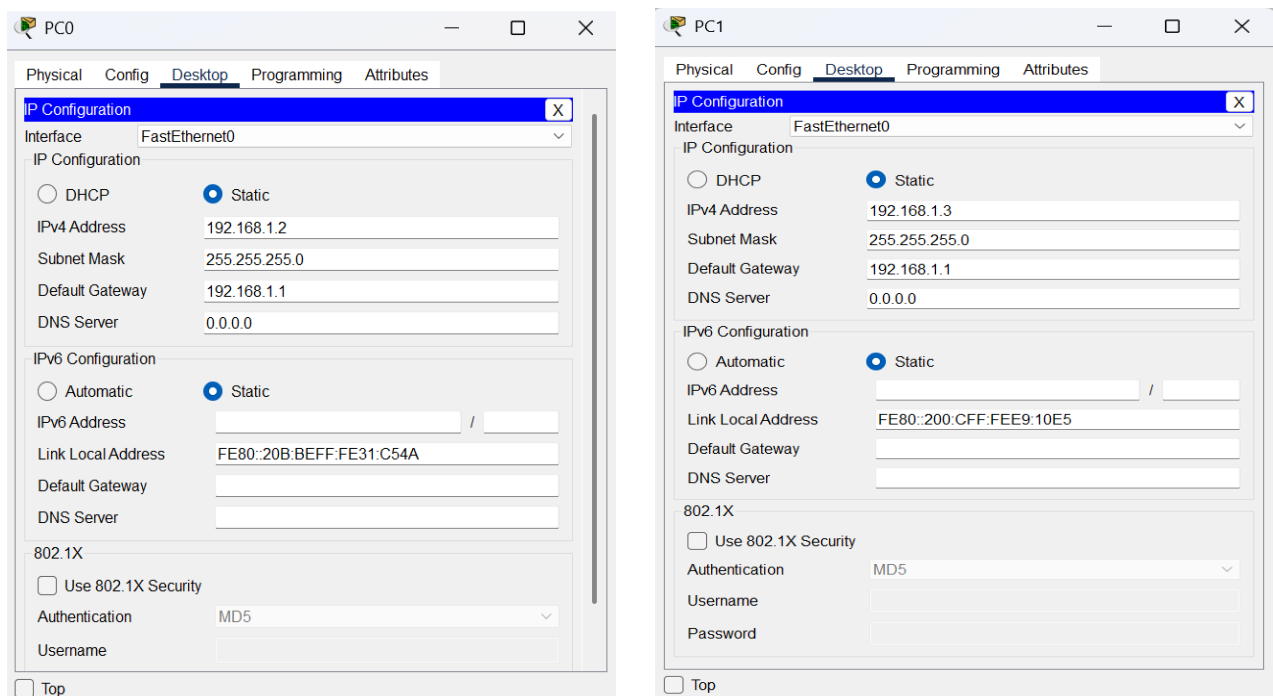 PC0
Physical Config Desktop Programming Attributes
IP Configuration X
Interface FastEthernet0
IP Configuration
DHCP Static
IPv4 Address 192.168.1.2
Subnet Mask 255.255.255.0
Default Gateway 192.168.1.1
DNS Server 0.0.0.0
IPv6 Configuration
Automatic Static
IPv6 Address /
Link Local Address FE80::20B:BEFF:FE31:C54A
Default Gateway
DNS Server
802.1X
Use 802.1X Security
Authentication MD5
Username
Top
PC1
Physical Config Desktop Programming Attributes
IP Configuration X
Interface FastEthernet0
IP Configuration
DHCP Static
IPv4 Address 192.168.1.3
Subnet Mask 255.255.255.0
Default Gateway 192.168.1.1
DNS Server 0.0.0.0
IPv6 Configuration
Automatic Static
IPv6 Address /
Link Local Address FE80::200:CFF:FEE9:10E5
Default Gateway
DNS Server
802.1X
Use 802.1X Security
Authentication MD5
Username
Password
Top